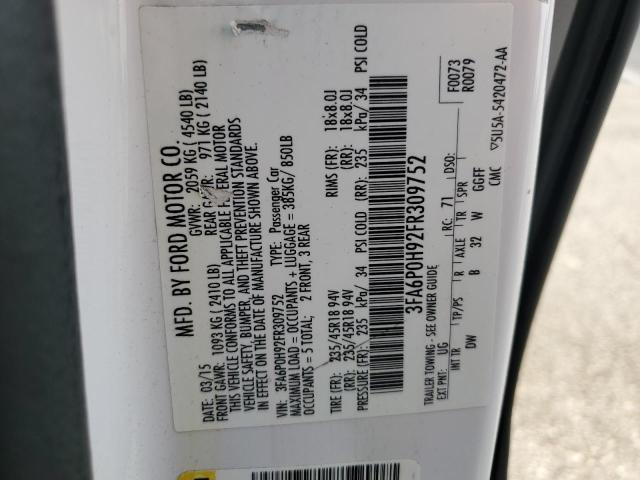 MFD. BY FORD MOTOR CO.
DATE: 03/15 GVWR: 2059 KG ( 4540 LB)
FRONT GAWR: 1093 KG ( 2410 LB) REAR 971 KG ( 2140 LB)
THIS VEHICLE CONFORMS TO ALL APPLICABLE FEDERAL MOTOR
VEHICLE SAFETY, BUMPER, AND THEFT PREVENTION STANDARDS
IN EFFECT ON THE DATE OF MANUFACTURE SHOWN ABOVE.
VIN: 3FA6P0H92FR309752 TYPE: Passenger Car
MAXIMUM LOAD = OCCUPANTS + LUGGAGE = 385KG/ 850LB
OCCUPANTS = 5 TOTAL; 2 FRONT, 3 REAR
TIRE (FR): 235/45R18 94V RIMS (FR): 18x8.0J
(RR): 235/45R18 94V (RR): 18x8.0J
PRESSURE (FR): 235 kPa/ 34 PSI COLD (RR): 235 kPa/ 34 PSI COLD
3FA6P0H92FR309752
TRAILER TOWING - SEE OWNER GUIDE
F0073
R0079
EXT PNT: UG RC: 71 DSO:
INT TR TP/PS R AXLE TR SPR
DW B 32 W GGFF
CMC 5U5A-5420472-AA